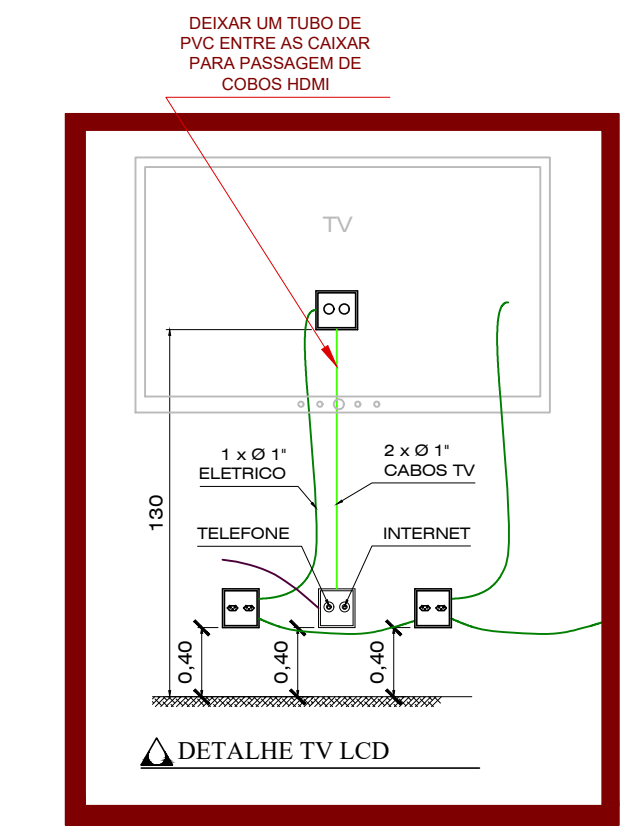 DEIXAR UM TUBO DE
PVC ENTRE AS CAIXAR
PARA PASSAGEM DE
COBOS HDMI
TV
1 x Ø 1"
ELETRICO
2 x Ø 1"
CABOS TV
130
TELEFONE
INTERNET
0,40
0,40
0,40
DETALHE TV LCD